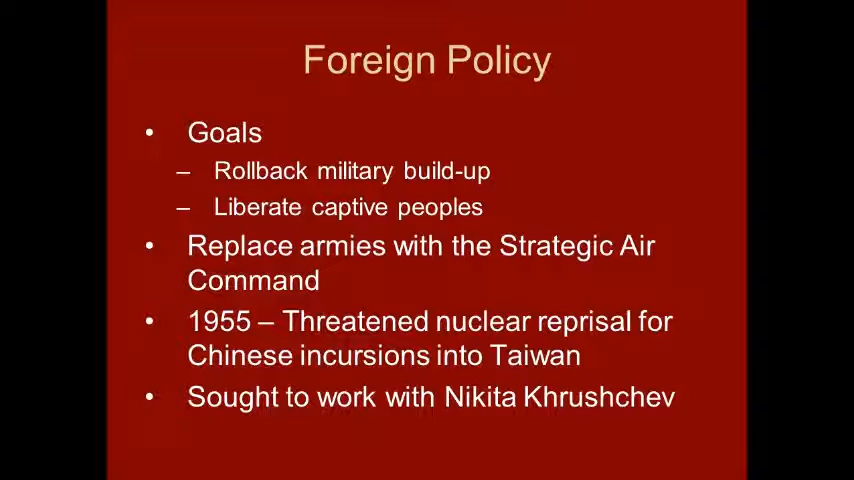 Foreign Policy
• Goals
– Rollback military build-up
– Liberate captive peoples
• Replace armies with the Strategic Air
Command
• 1955 – Threatened nuclear reprisal for
Chinese incursions into Taiwan
• Sought to work with Nikita Khrushchev